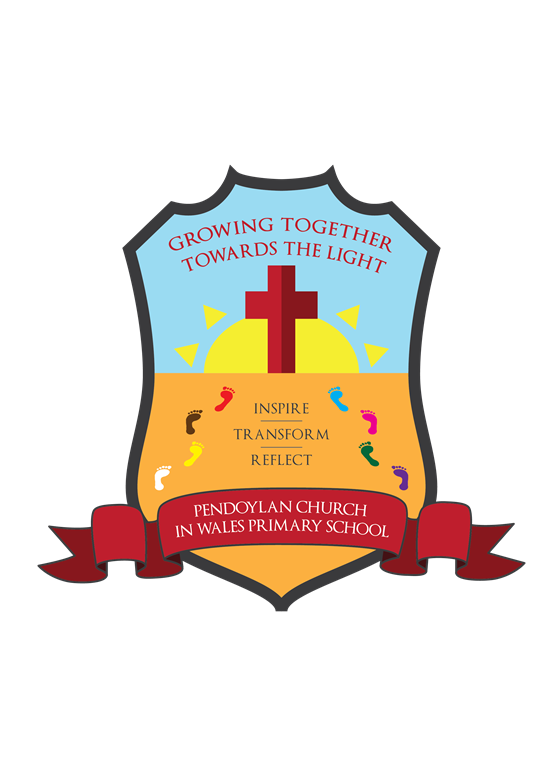 GROWING TOGETHER
TOWARDS THE LIGHT
INSPIRE
TRANSFORM
REFLECT
PENDOYLAN CHURCH
IN WALES PRIMARY SCHOOL